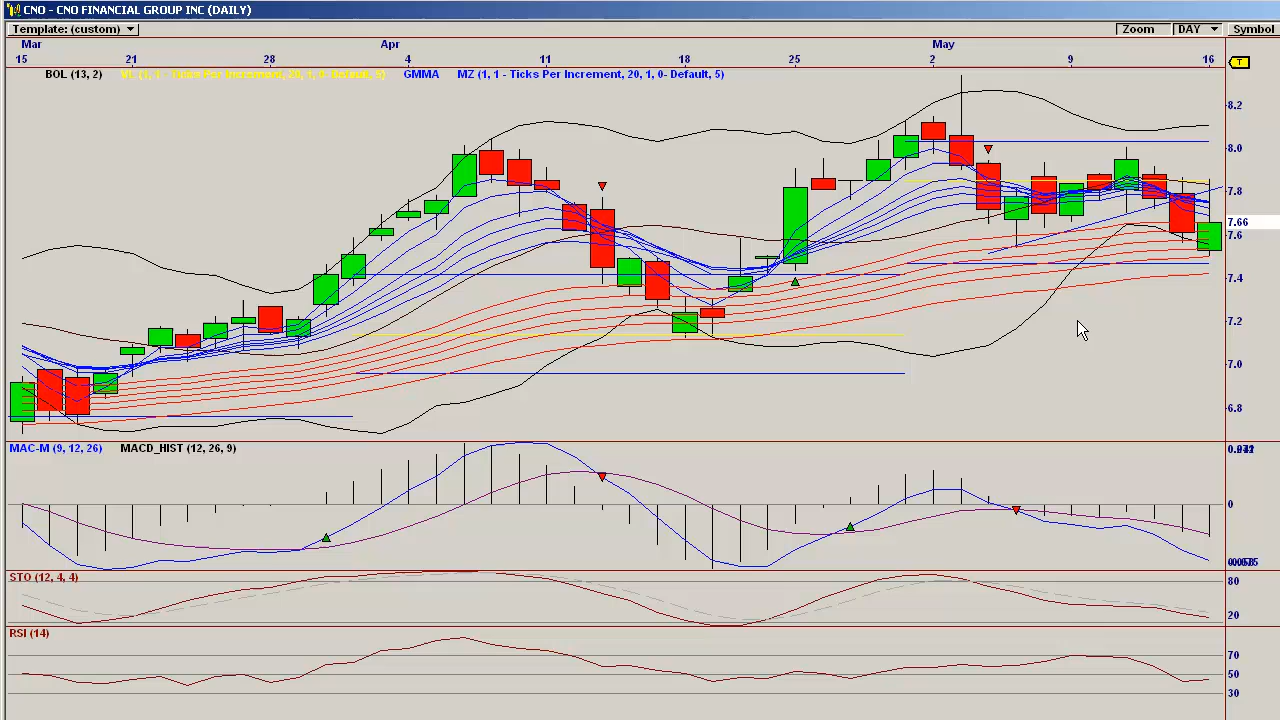 CNO - CNO FINANCIAL GROUP INC (DAILY)
Template: (custom) Zoom DAY Symbol
Mar Apr May
15 21 28 4 11 18 25 2 9 16
T
BOL (13, 2) GMMA MZ (1, 1 - Ticks Per Increment, 20, 1, 0- Default, 5)
8.2
8.0
7.8
7.66
7.6
7.4
7.2
7.0
6.8
MAC-M (9, 12, 26) MACD_HIST (12, 26, 9)
0
STO (12, 4, 4)
80
20
RSI (14)
70
50
30